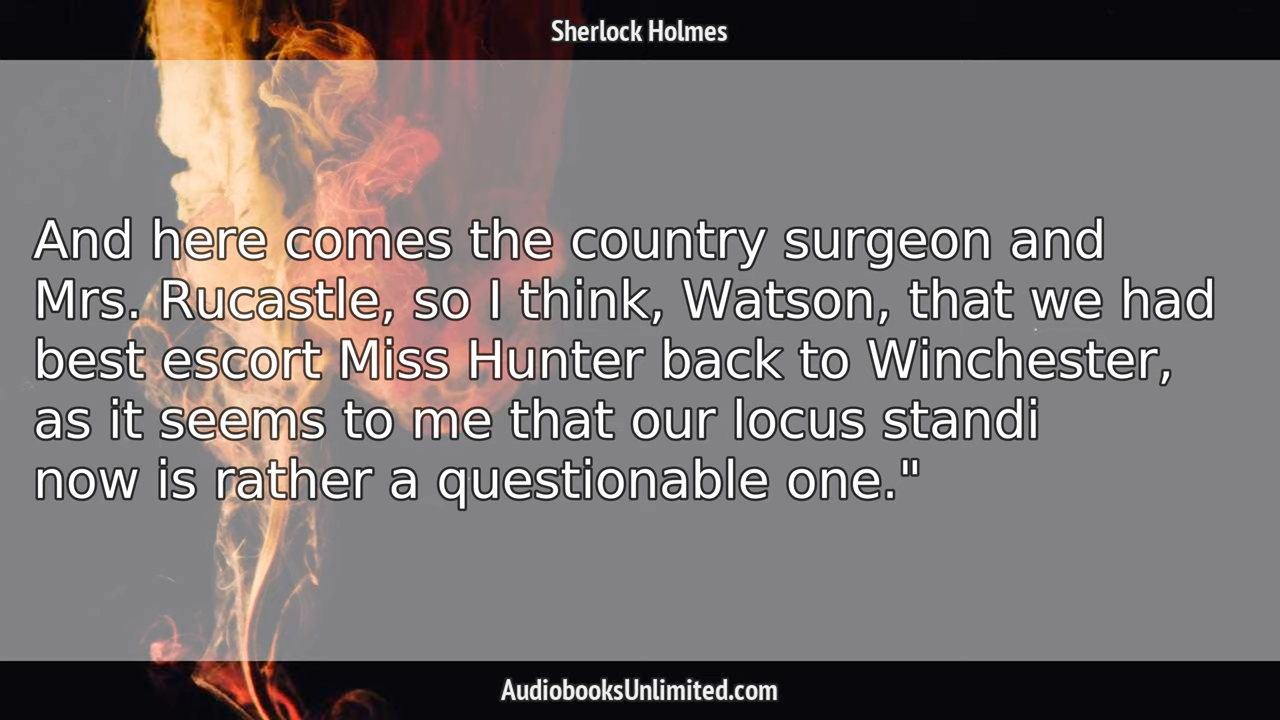 Sherlock Holmes
And here comes the country surgeon and
Mrs. Rucastle, so I think, Watson, that we had
best escort Miss Hunter back to Winchester,
as it seems to me that our locus standi
now is rather a questionable one."
AudiobooksUnlimited.com